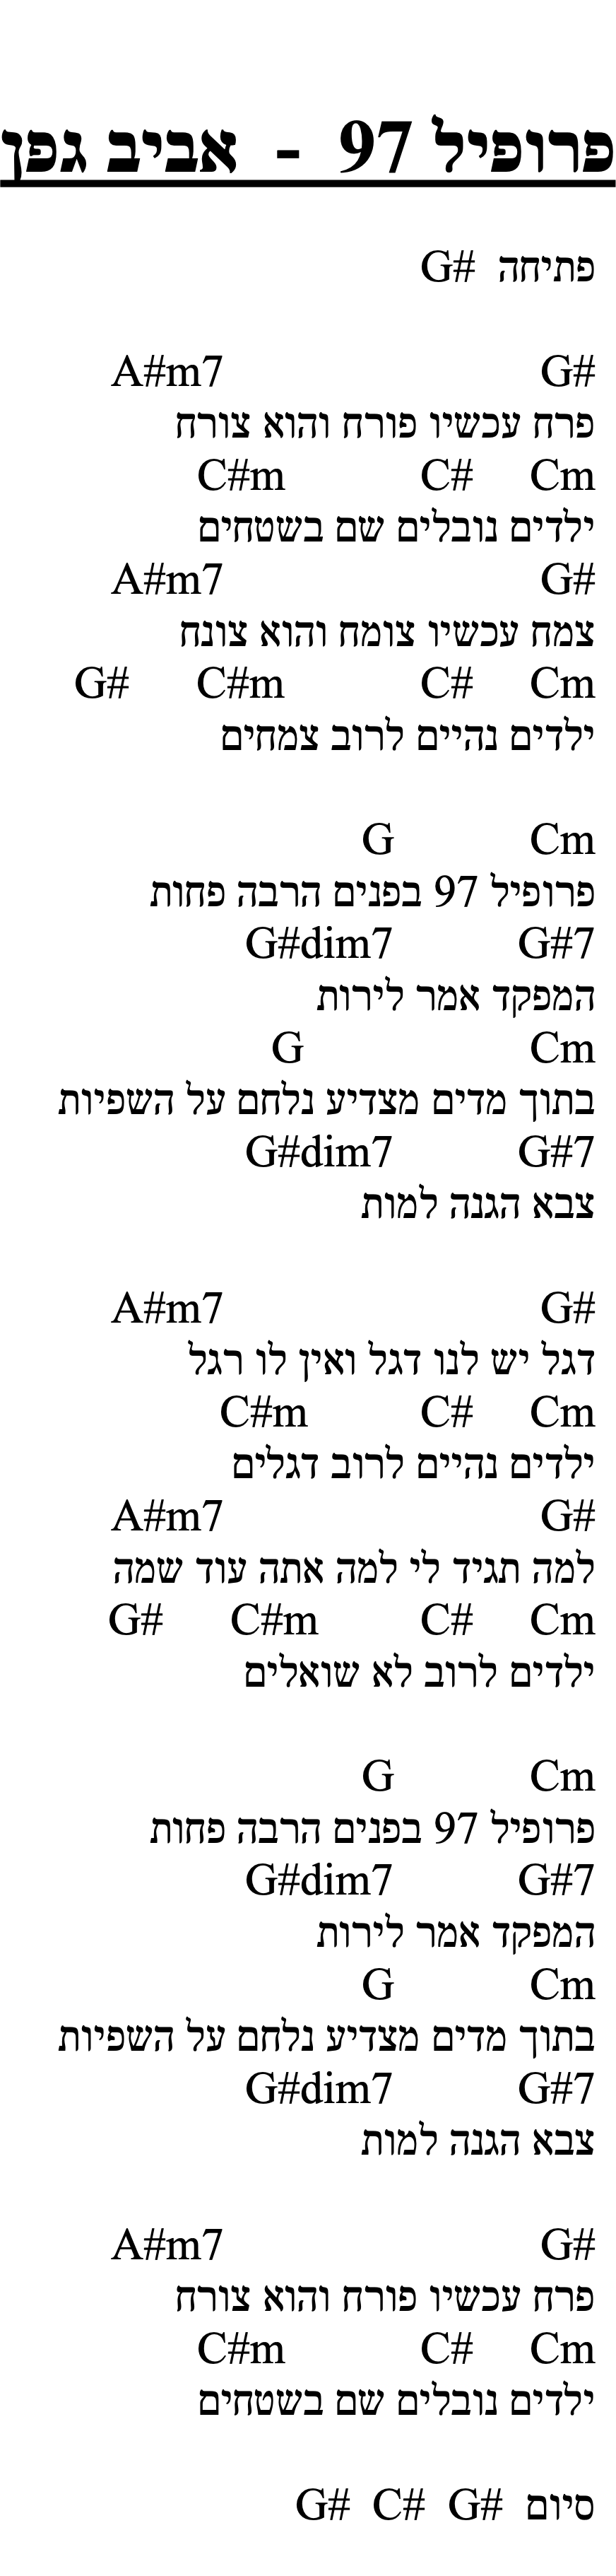 פרופיל 97 - אביב גפן
פתיחה G#
G# A#m7
פרח עכשיו פורח והוא צורח
Cm C# C#m
ילדים נובלים שם בשטחים
G# A#m7
צמח עכשיו צומח והוא צונח
Cm C# C#m G#
ילדים נהיים לרוב צמחים
Cm G
פרופיל 97 בפנים הרבה פחות
G#7 G#dim7
המפקד אמר לירות
Cm G
בתוך מדים מצדיע נלחם על השפיות
G#7 G#dim7
צבא הגנה למות
G# A#m7
דגל יש לנו דגל ואין לו רגל
Cm C# C#m
ילדים נהיים לרוב דגלים
G# A#m7
למה תגיד לי למה אתה עוד שמה
Cm C# C#m G#
ילדים לרוב לא שואלים
Cm G
פרופיל 97 בפנים הרבה פחות
G#7 G#dim7
המפקד אמר לירות
Cm G
בתוך מדים מצדיע נלחם על השפיות
G#7 G#dim7
צבא הגנה למות
G# A#m7
פרח עכשיו פורח והוא צורח
Cm C# C#m
ילדים נובלים שם בשטחים
סיום G# C# G#